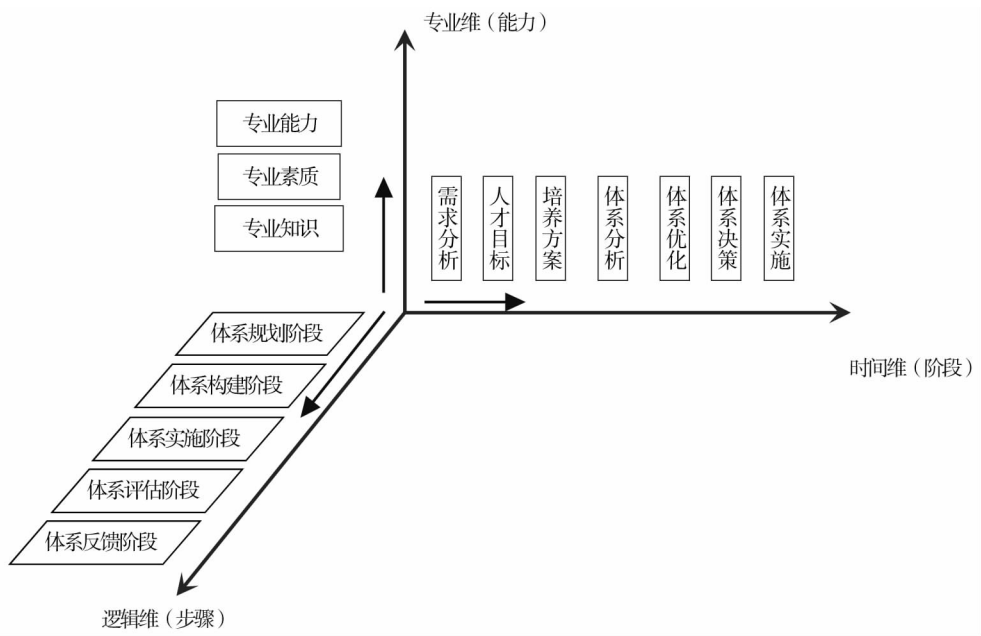 专业维（能力）
专业能力
专业素质
专业知识
需求分析
人才目标
培养方案
体系分析
体系优化
体系决策
体系实施
体系规划阶段
体系构建阶段
体系实施阶段
体系评估阶段
体系反馈阶段
时间维（阶段）
逻辑维（步骤）